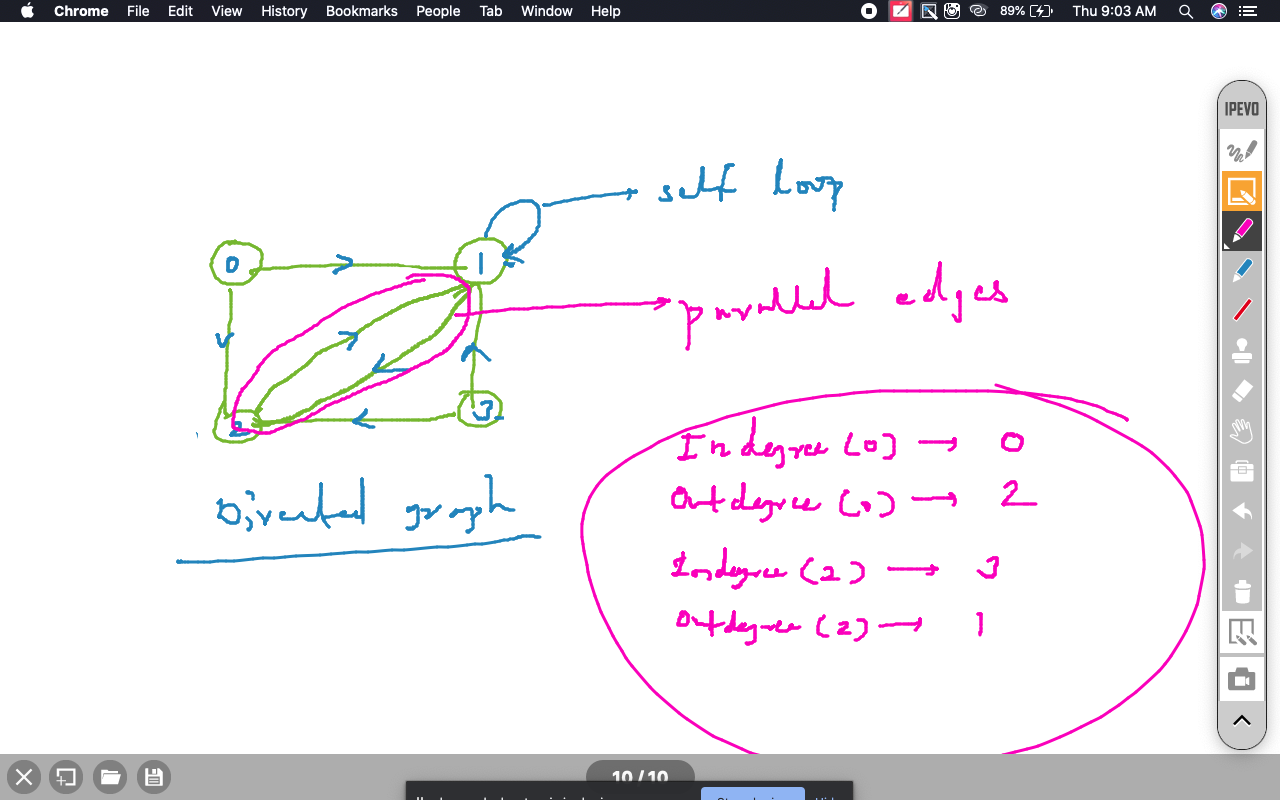 Chrome File Edit View History Bookmarks People Tab Window Help 89% Thu 9:03 AM
IPEVO
self loop
0 1
parallel edges
2 3
Indegree (0) → 0
Outdegree (0) → 2
Directed graph
Indegree (2) → 3
Outdegree (2) → 1
10/10